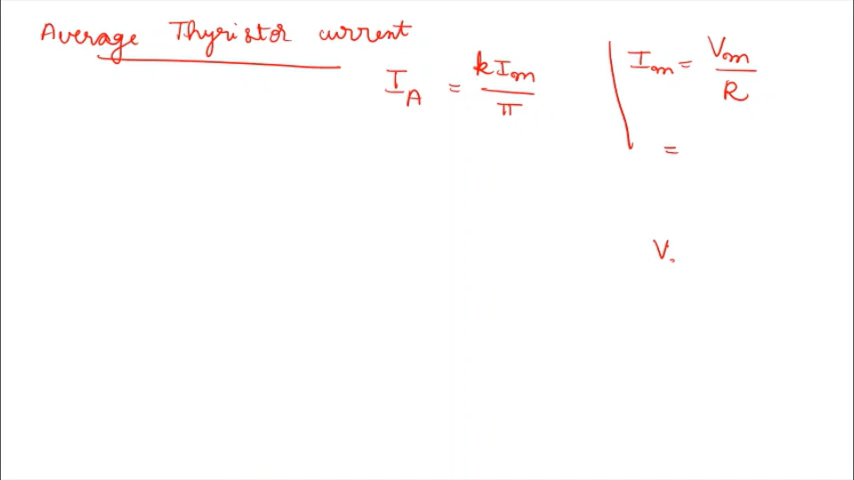 Average Thyristor current
I_A = kI_m / π
I_m = V_m / R
=
V.